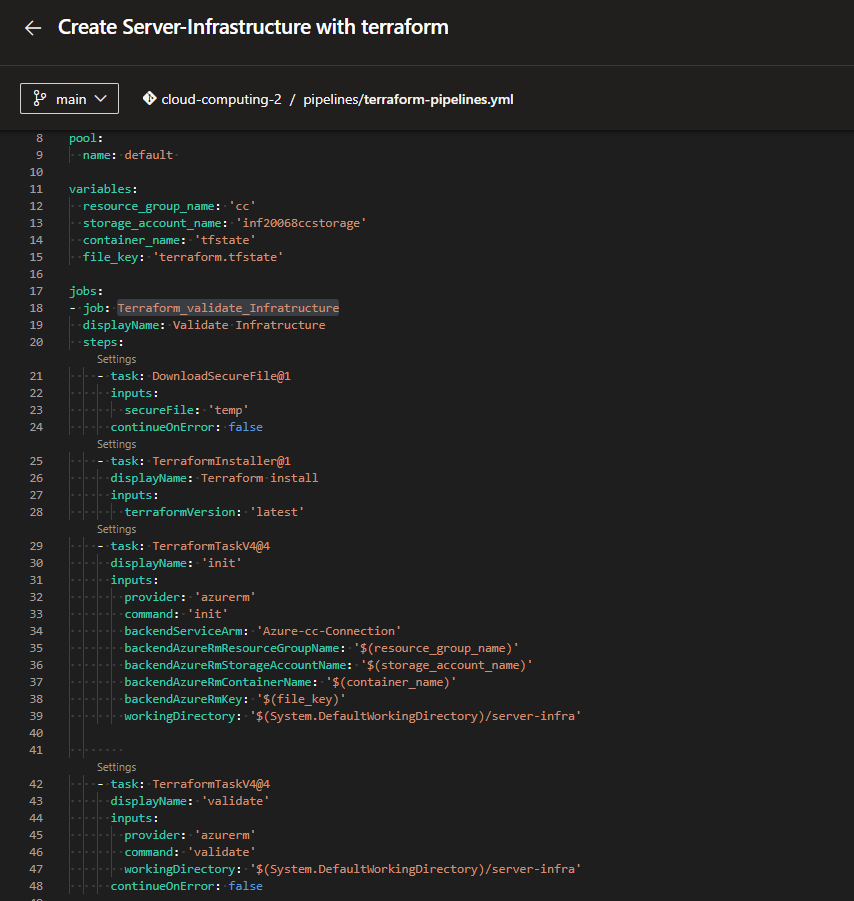 Create Server-Infrastructure with terraform
main cloud-computing-2 / pipelines/terraform-pipelines.yml
8 pool:
9   name: default
10
11 variables:
12   resource_group_name: 'cc'
13   storage_account_name: 'inf20068ccstorage'
14   container_name: 'tfstate'
15   file_key: 'terraform.tfstate'
16
17 jobs:
18 - job: Terraform_validate_Infratructure
19   displayName: Validate Infratructure
20   steps:
Settings
21     - task: DownloadSecureFile@1
22       inputs:
23         secureFile: 'temp'
24       continueOnError: false
Settings
25     - task: TerraformInstaller@1
26       displayName: Terraform install
27       inputs:
28         terraformVersion: 'latest'
Settings
29     - task: TerraformTaskV4@4
30       displayName: 'init'
31       inputs:
32         provider: 'azurerm'
33         command: 'init'
34         backendServiceArm: 'Azure-cc-Connection'
35         backendAzureRmResourceGroupName: '$(resource_group_name)'
36         backendAzureRmStorageAccountName: '$(storage_account_name)'
37         backendAzureRmContainerName: '$(container_name)'
38         backendAzureRmKey: '$(file_key)'
39         workingDirectory: '$(System.DefaultWorkingDirectory)/server-infra'
40
41
Settings
42     - task: TerraformTaskV4@4
43       displayName: 'validate'
44       inputs:
45         provider: 'azurerm'
46         command: 'validate'
47         workingDirectory: '$(System.DefaultWorkingDirectory)/server-infra'
48       continueOnError: false